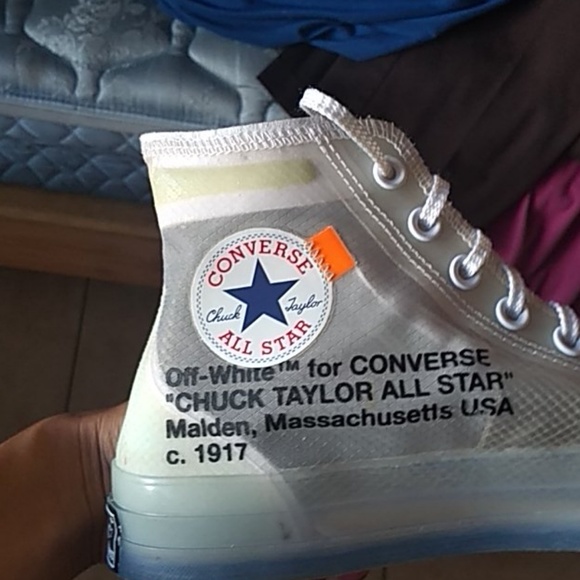 CONVERSE
Chuck Taylor
ALL STAR
Off-White™ for CONVERSE
"CHUCK TAYLOR ALL STAR"
Malden, Massachusetts USA
c. 1917